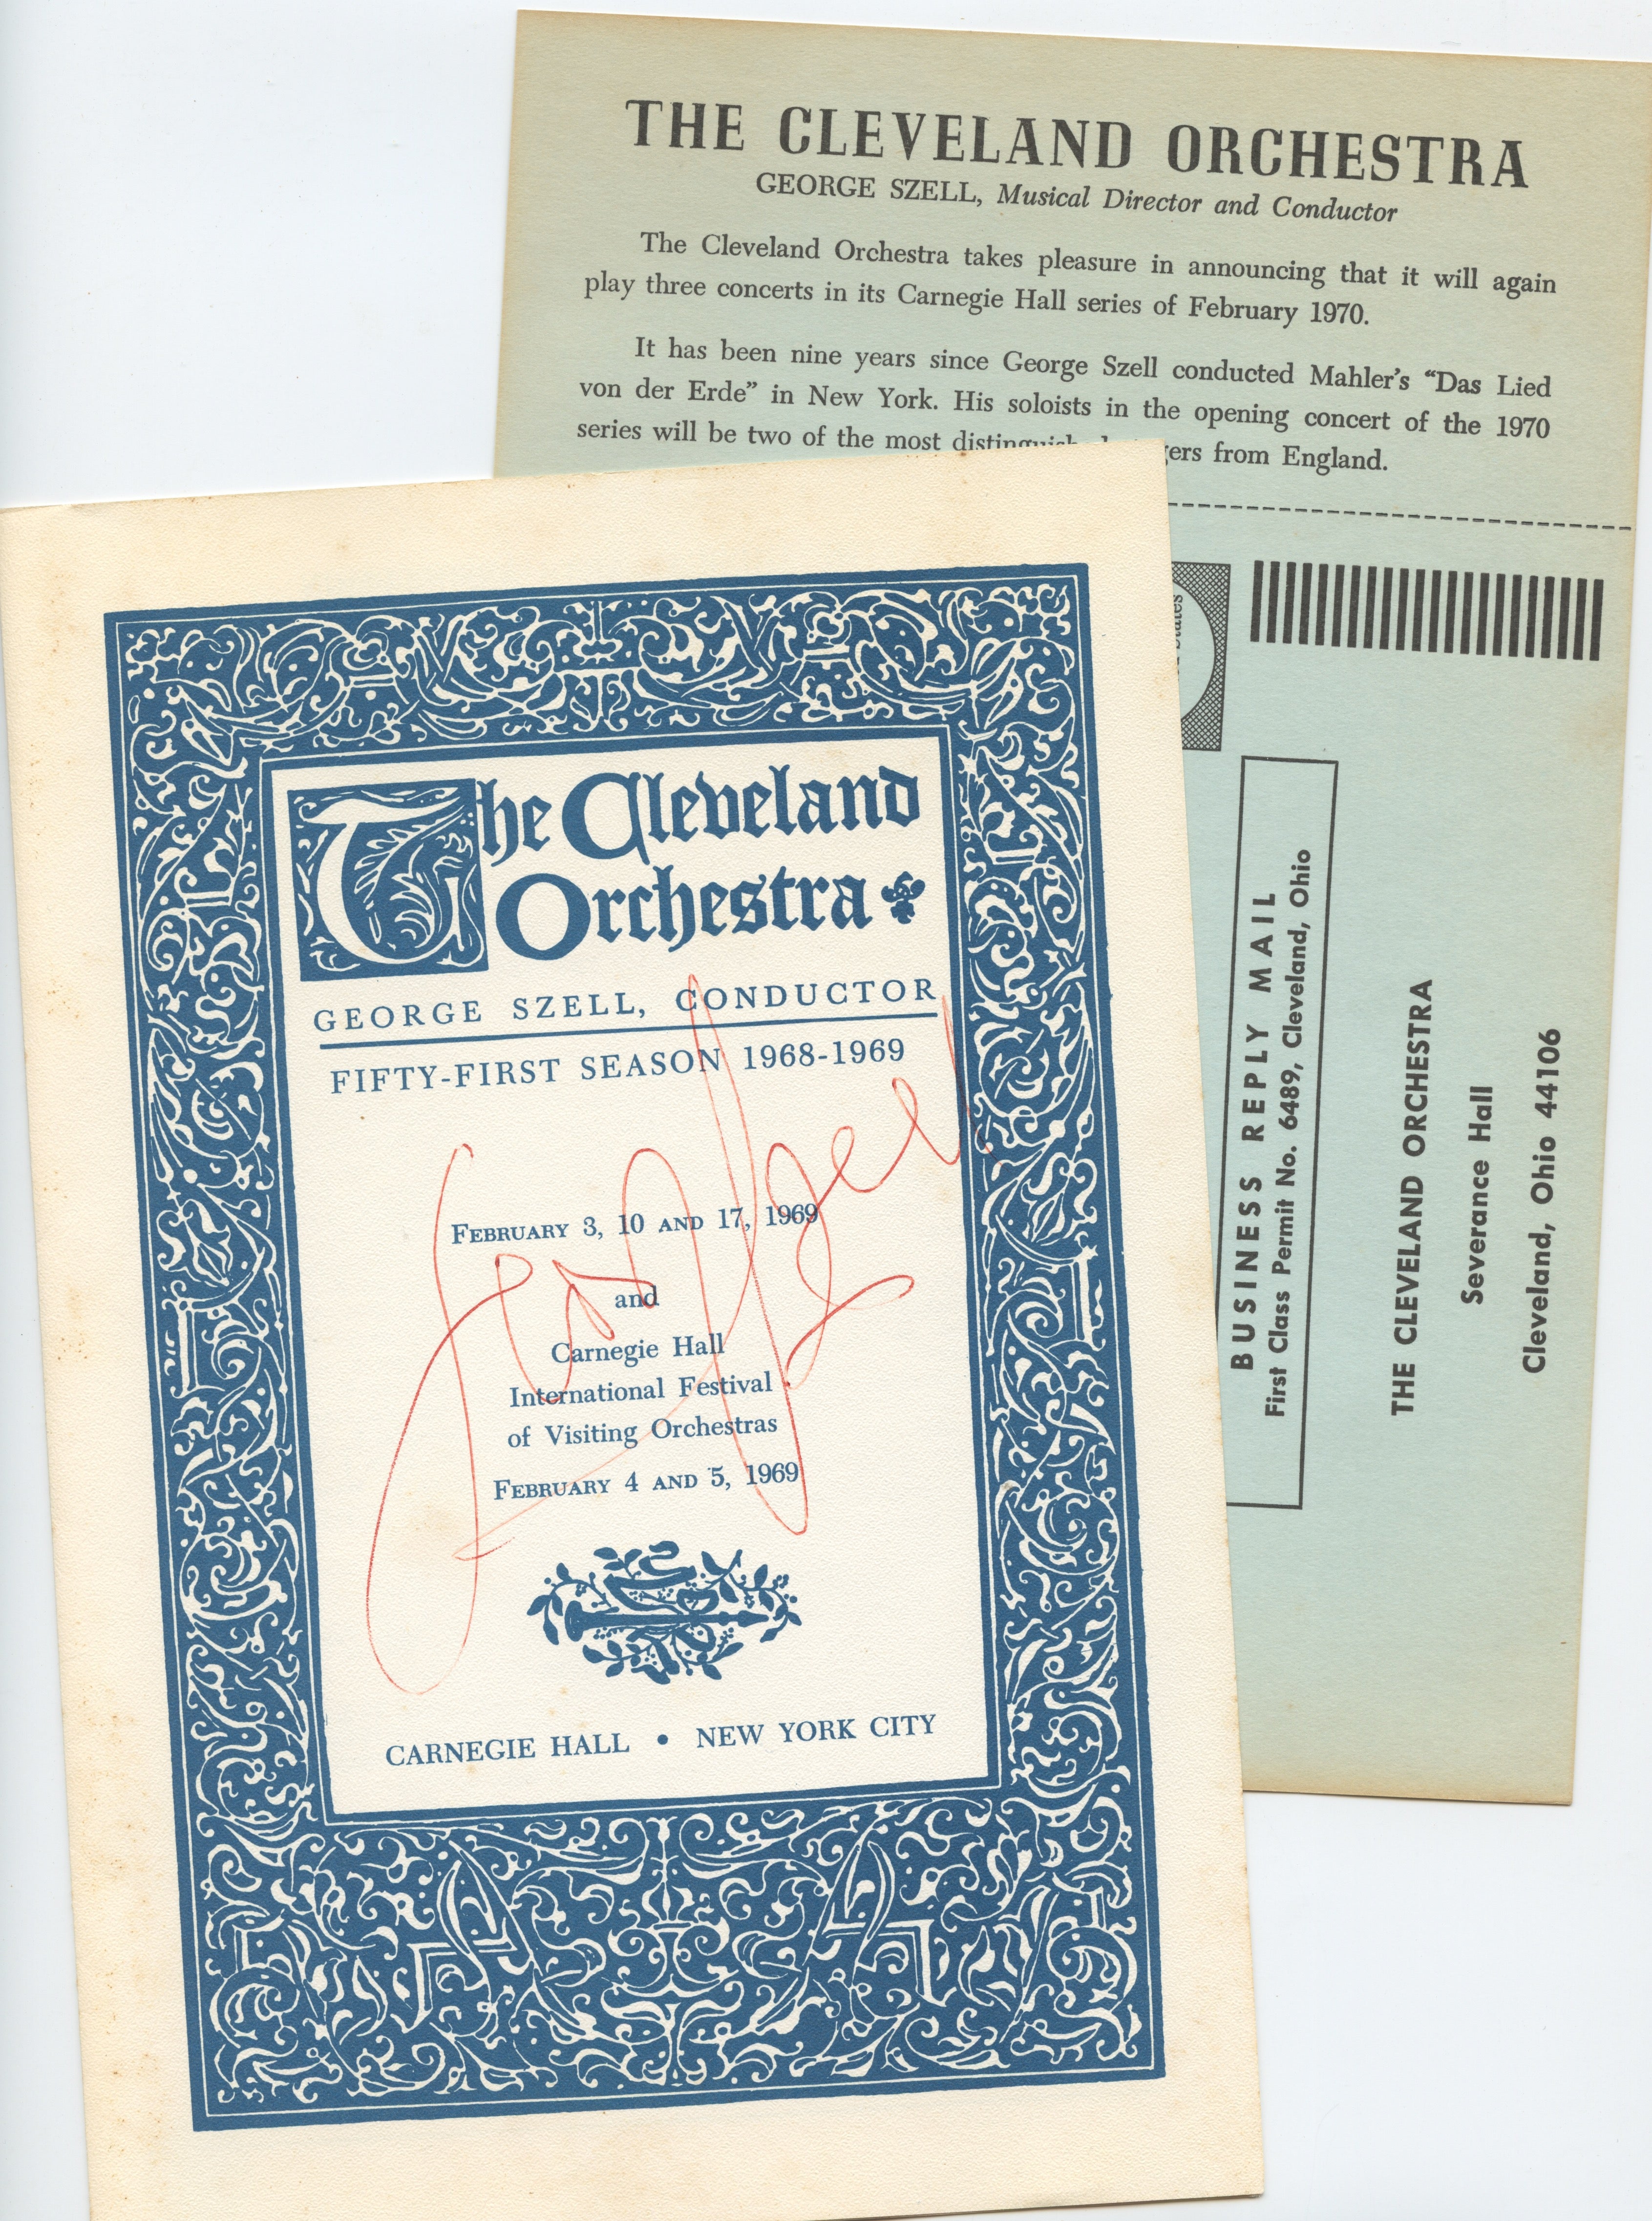 THE CLEVELAND ORCHESTRA
GEORGE SZELL, Musical Director and Conductor
The Cleveland Orchestra takes pleasure in announcing that it will again
play three concerts in its Carnegie Hall series of February 1970.
It has been nine years since George Szell conducted Mahler's “Das Lied
von der Erde” in New York. His soloists in the opening concert of the 1970
series will be two of the most from England.
BUSINESS REPLY MAIL
First Class Permit No. 6489, Cleveland, Ohio
THE CLEVELAND ORCHESTRA
Severance Hall
Cleveland, Ohio 44106
The Cleveland
Orchestra
GEORGE SZELL, CONDUCTOR
FIFTY-FIRST SEASON 1968-1969
FEBRUARY 3, 10 AND 17, 1969
and
Carnegie Hall
International Festival
of Visiting Orchestras
FEBRUARY 4 AND 5, 1969
CARNEGIE HALL • NEW YORK CITY